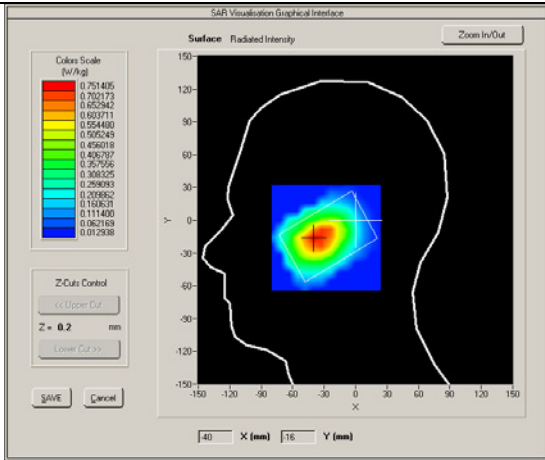 SAR Visualisation Graphical Interface
Surface Radiated Intensity
Zoom In/Out
Colors Scale
(W/kg)
0.751405
0.702173
0.652942
0.603711
0.554480
0.505249
0.456018
0.406787
0.357556
0.308325
0.259093
0.209862
0.160631
0.111400
0.062169
0.012938
Z-Cuts Control
<< Upper Cut
Z = 0.2 mm
Lower Cut >>
SAVE Cancel
150
120
90
60
30
0
-30
-60
-90
-120
-150
Y
-150 -120 -90 -60 -30 0 30 60 90 120 150
X
-40 X (mm) -16 Y (mm)